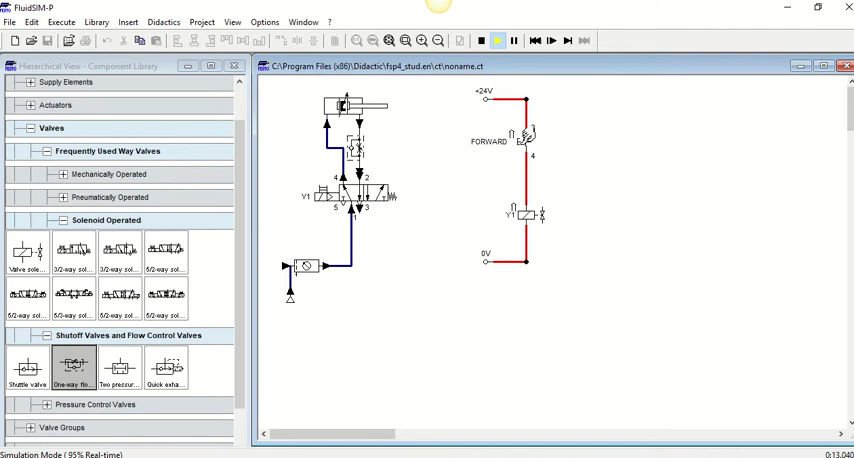 FluidSIM-P
File Edit Execute Library Insert Didactics Project View Options Window ?
Hierarchical View - Component Library
C:\Program Files (x86)\Didactic\fsp4_stud.en\ct\noname.ct
Supply Elements
Actuators
Valves
Frequently Used Way Valves
Mechanically Operated
Pneumatically Operated
Solenoid Operated
Valve sole... 3/2-way sol... 3/2-way sol... 5/2-way sol...
5/2-way sol... 5/3-way sol... 5/2-way sol... 5/2-way sol...
Shutoff Valves and Flow Control Valves
Shuttle valve One-way flo... Two pressur... Quick exha...
Pressure Control Valves
Valve Groups
4 2
Y1
5 3
1
+24V
3
FORWARD
4
Y1
0V
Simulation Mode ( 95% Real-time) 0:13.040